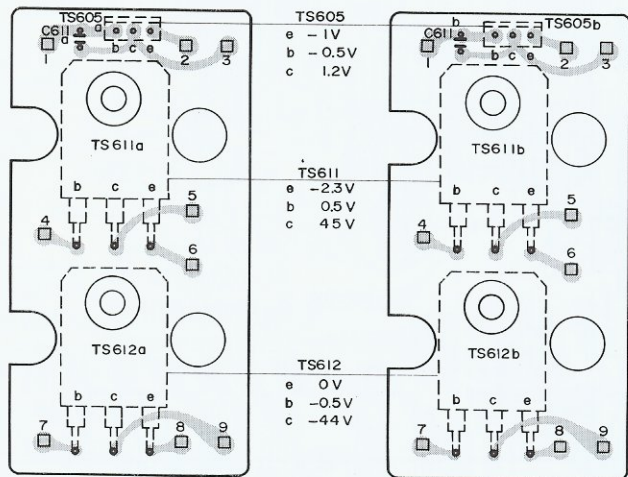 TS605
C611 a a
b c e
1 2 3
TS611a
b c e
4 5
6
TS612a
b c e
7 8 9
TS605
e – 1V
b – 0.5V
c 1.2V
TS611
e –2.3V
b 0.5V
c 45V
TS612
e 0V
b –0.5V
c –44V
b TS605b
C611
b c e
1 2 3
TS611b
b c e
4 5
6
TS612b
b c e
7 8 9